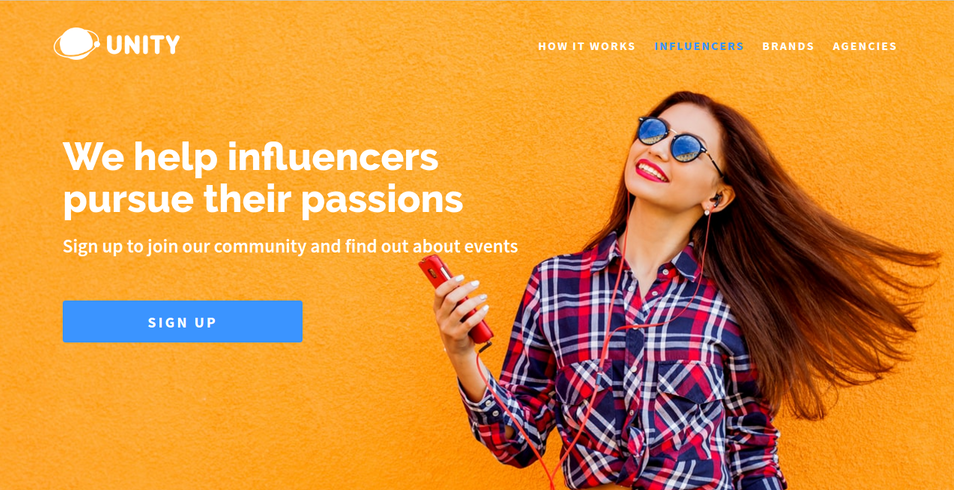 UNITY
HOW IT WORKS INFLUENCERS BRANDS AGENCIES
We help influencers
pursue their passions
Sign up to join our community and find out about events
SIGN UP